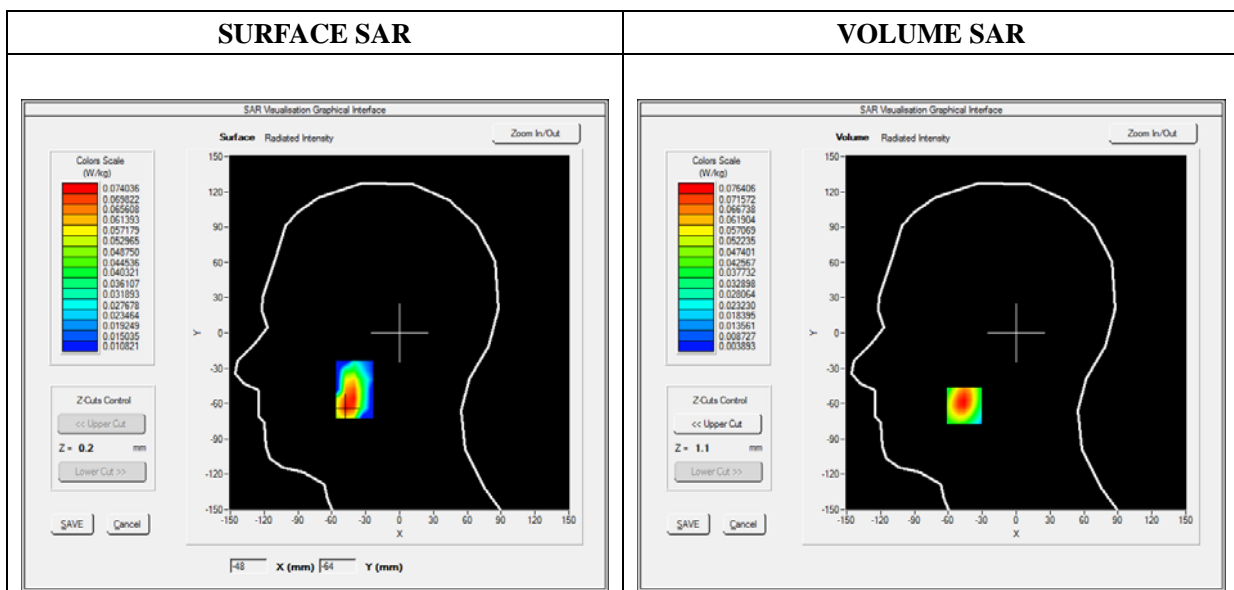 SURFACE SAR
VOLUME SAR
SAR Visualisation Graphical Interface
Surface Radiated Intensity
Zoom In/Out
Colors Scale
(W/kg)
0.074036
0.069822
0.065608
0.061393
0.057179
0.052965
0.048750
0.044536
0.040321
0.036107
0.031893
0.027678
0.023464
0.019249
0.015035
0.010821
Z-Cuts Control
<< Upper Cut
Z = 0.2 mm
Lower Cut >>
SAVE Cancel
150
120
90
60
30
0
-30
-60
-90
-120
-150
Y
-150 -120 -90 -60 -30 0 30 60 90 120 150
X
-48 X (mm) -64 Y (mm)
SAR Visualisation Graphical Interface
Volume Radiated Intensity
Zoom In/Out
Colors Scale
(W/kg)
0.076406
0.071572
0.066738
0.061904
0.057069
0.052235
0.047401
0.042567
0.037732
0.032898
0.028064
0.023230
0.018395
0.013561
0.008727
0.003893
Z-Cuts Control
<< Upper Cut
Z = 1.1 mm
Lower Cut >>
SAVE Cancel
150
120
90
60
30
0
-30
-60
-90
-120
-150
Y
-150 -120 -90 -60 -30 0 30 60 90 120 150
X